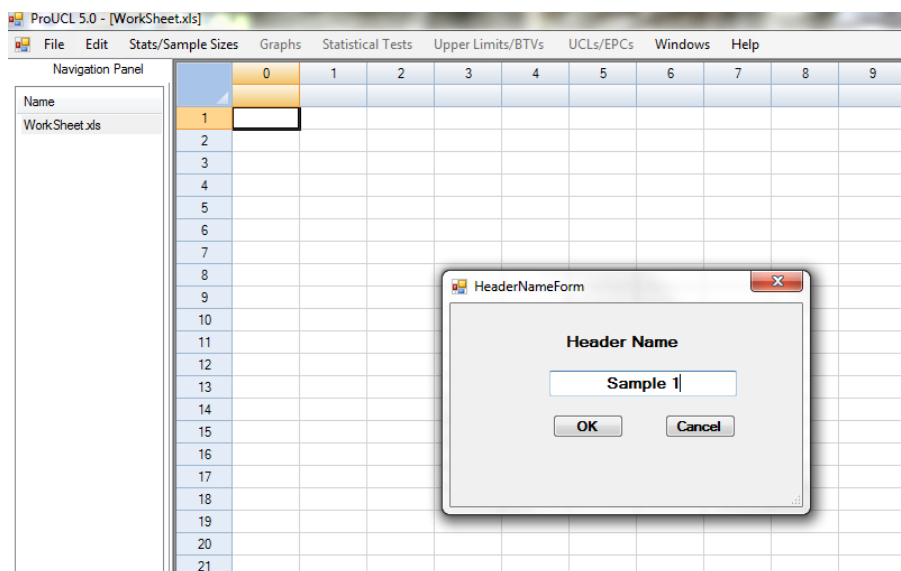 ProUCL 5.0 - [WorkSheet.xls]
File Edit Stats/Sample Sizes Graphs Statistical Tests Upper Limits/BTVs UCLs/EPCs Windows Help
Navigation Panel
Name
WorkSheet.xls
0 1 2 3 4 5 6 7 8 9
1
2
3
4
5
6
7
8
9
10
11
12
13
14
15
16
17
18
19
20
21
HeaderNameForm
x
Header Name
Sample 1
OK Cancel